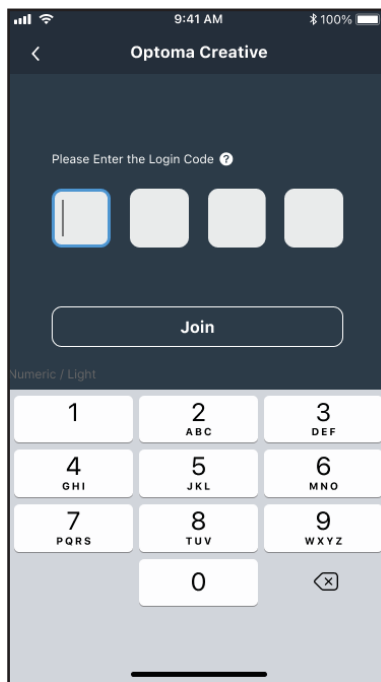 9:41 AM 100%
Optoma Creative
Please Enter the Login Code ?
Join
Numeric / Light
1 2 3
ABC DEF
4 5 6
GHI JKL MNO
7 8 9
PQRS TUV WXYZ
0